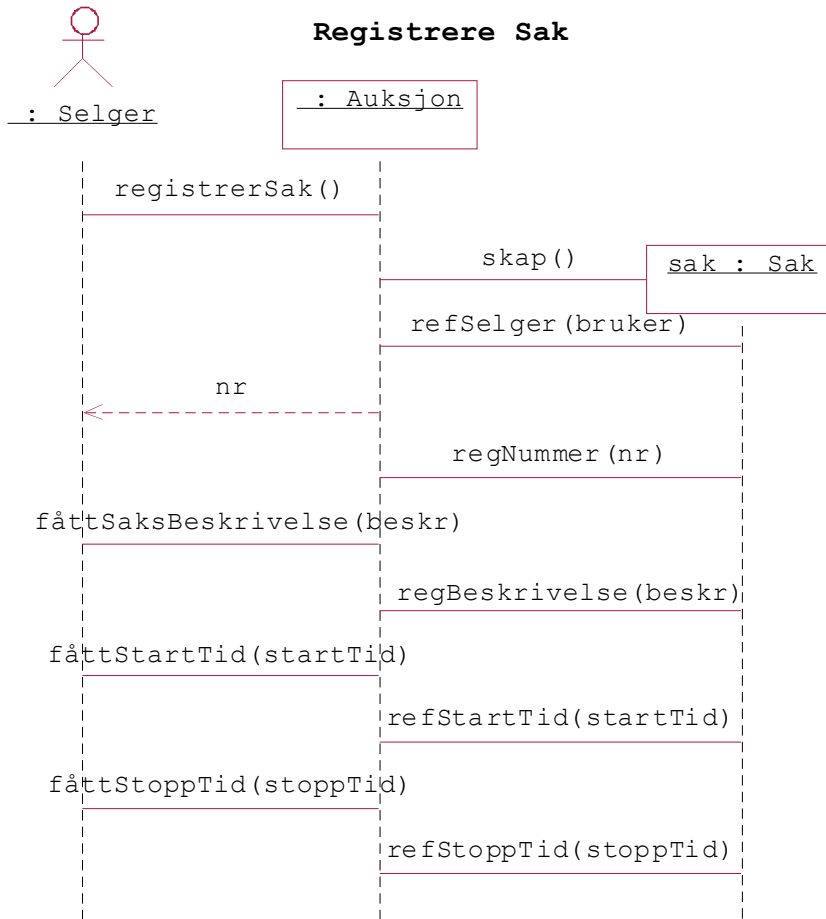 Registrere Sak
: Selger
: Auksjon
registrerSak()
skap()
sak : Sak
refSelger(bruker)
nr
regNummer(nr)
fåttSaksBeskrivelse(beskr)
regBeskrivelse(beskr)
fåttStartTid(startTid)
refStartTid(startTid)
fåttStoppTid(stoppTid)
refStoppTid(stoppTid)